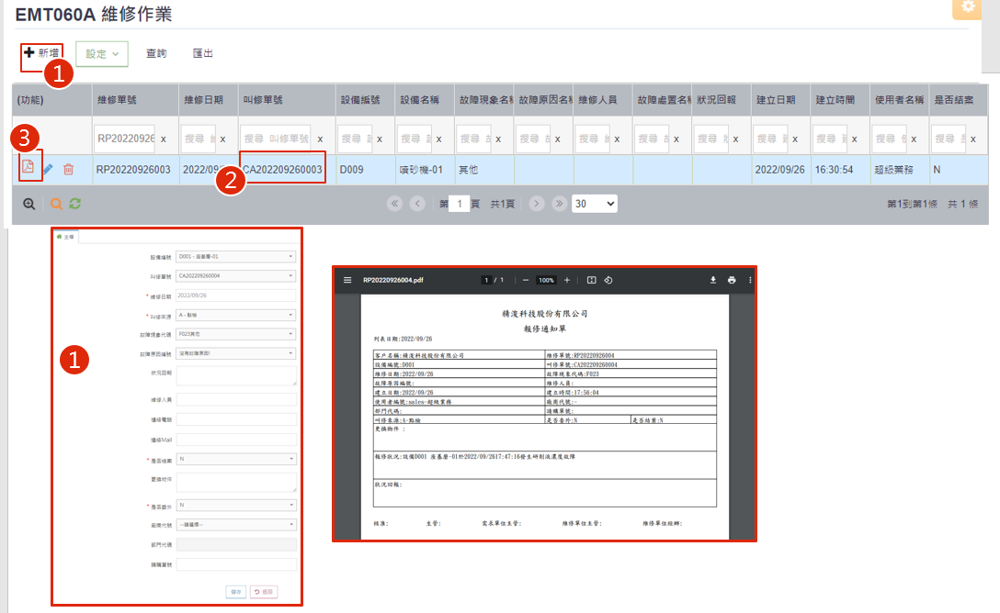 EMT060A 維修作業
新增 設定 查詢 匯出
1
(功能) 維修單號 維修日期 叫修單號 設備編號 設備名稱 故障現象名稱 故障原因名稱 維修人員 故障處置名 狀況回報 建立日期 建立時間 使用者名稱 是否結案
RP20220926 x 搜尋 x 搜尋 叫修單號 x 搜尋 x 搜尋 x 搜尋 x 搜尋 x 搜尋 x 搜尋 x 搜尋 x 搜尋 x 搜尋 x 搜尋 x 搜尋 x
3
RP20220926003 2022/09/ CA202209260003 D009 噴砂機-01 其他 2022/09/26 16:30:54 超級業務 N
2
第 1 頁 共1頁 30 第1到第1條 共 1 條
主檔
設備編號 D001 - 座基磨-01
叫修單號 CA202209260004
* 維修日期 2022/09/26
* 叫修來源 A - 點檢
故障現象代碼 F023其他
故障原因編號 沒有故障原因!
狀況回報
1
維修人員
連絡電話
連絡Mail
* 是否結案 N
更換物件
* 是否委外 N
廠商代號 --請選擇--
部門代碼
請購單號
儲存 返回
RP20220926004.pdf 1 / 1 100%
精浚科技股份有限公司
報修通知單
列表日期:2022/09/26
客戶名稱:精浚科技股份有限公司 維修單號:RP20220926004
設備編號:D001 叫修單號:CA202209260004
維修日期:2022/09/26 故障現象代碼:F023
故障原因編號: 維修人員:
建立日期:2022/09/26 建立時間:17:56:04
使用者編號:sales-超級業務 廠商代號:-
部門代碼: 請購單號:
叫修來源:A-點檢 是否委外:N 是否結案:N
更換物件 :
報修狀況:設備D001 座基磨-01於2022/09/2617:47:16發生研削液濃度故障
狀況回報:
核准: 主管: 需求單位主管: 維修單位主管: 維修單位經辦: